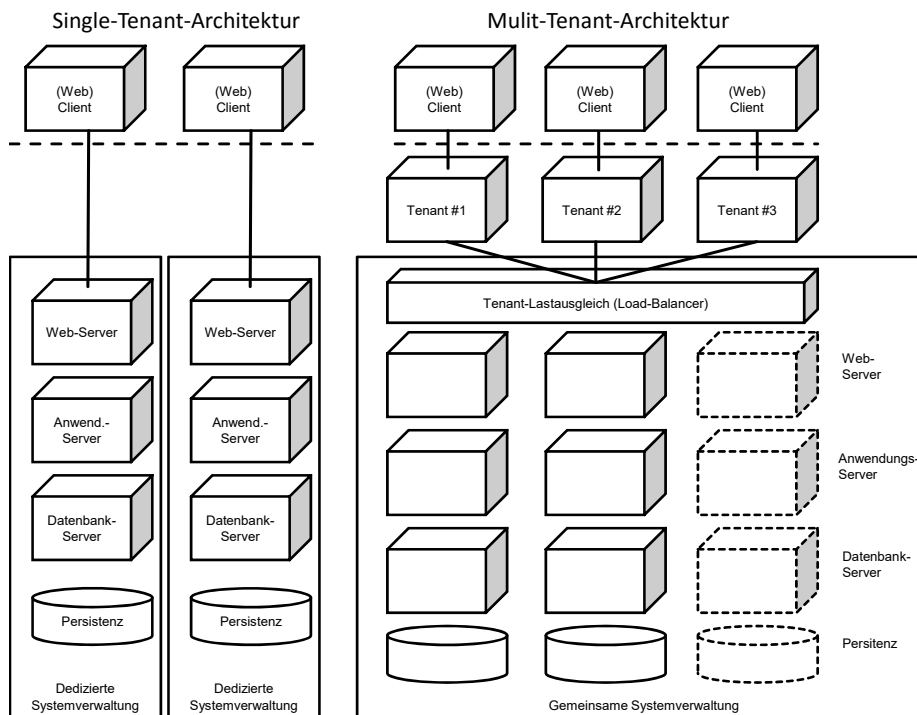 Single-Tenant-Architektur
(Web)
Client
(Web)
Client
Web-Server
Anwend.-
Server
Datenbank-
Server
Persistenz
Dedizierte
Systemverwaltung
Web-Server
Anwend.-
Server
Datenbank-
Server
Persistenz
Dedizierte
Systemverwaltung
Mulit-Tenant-Architektur
(Web)
Client
(Web)
Client
(Web)
Client
Tenant #1
Tenant #2
Tenant #3
Tenant-Lastausgleich (Load-Balancer)
Web-
Server
Anwendungs-
Server
Datenbank-
Server
Persitenz
Gemeinsame Systemverwaltung